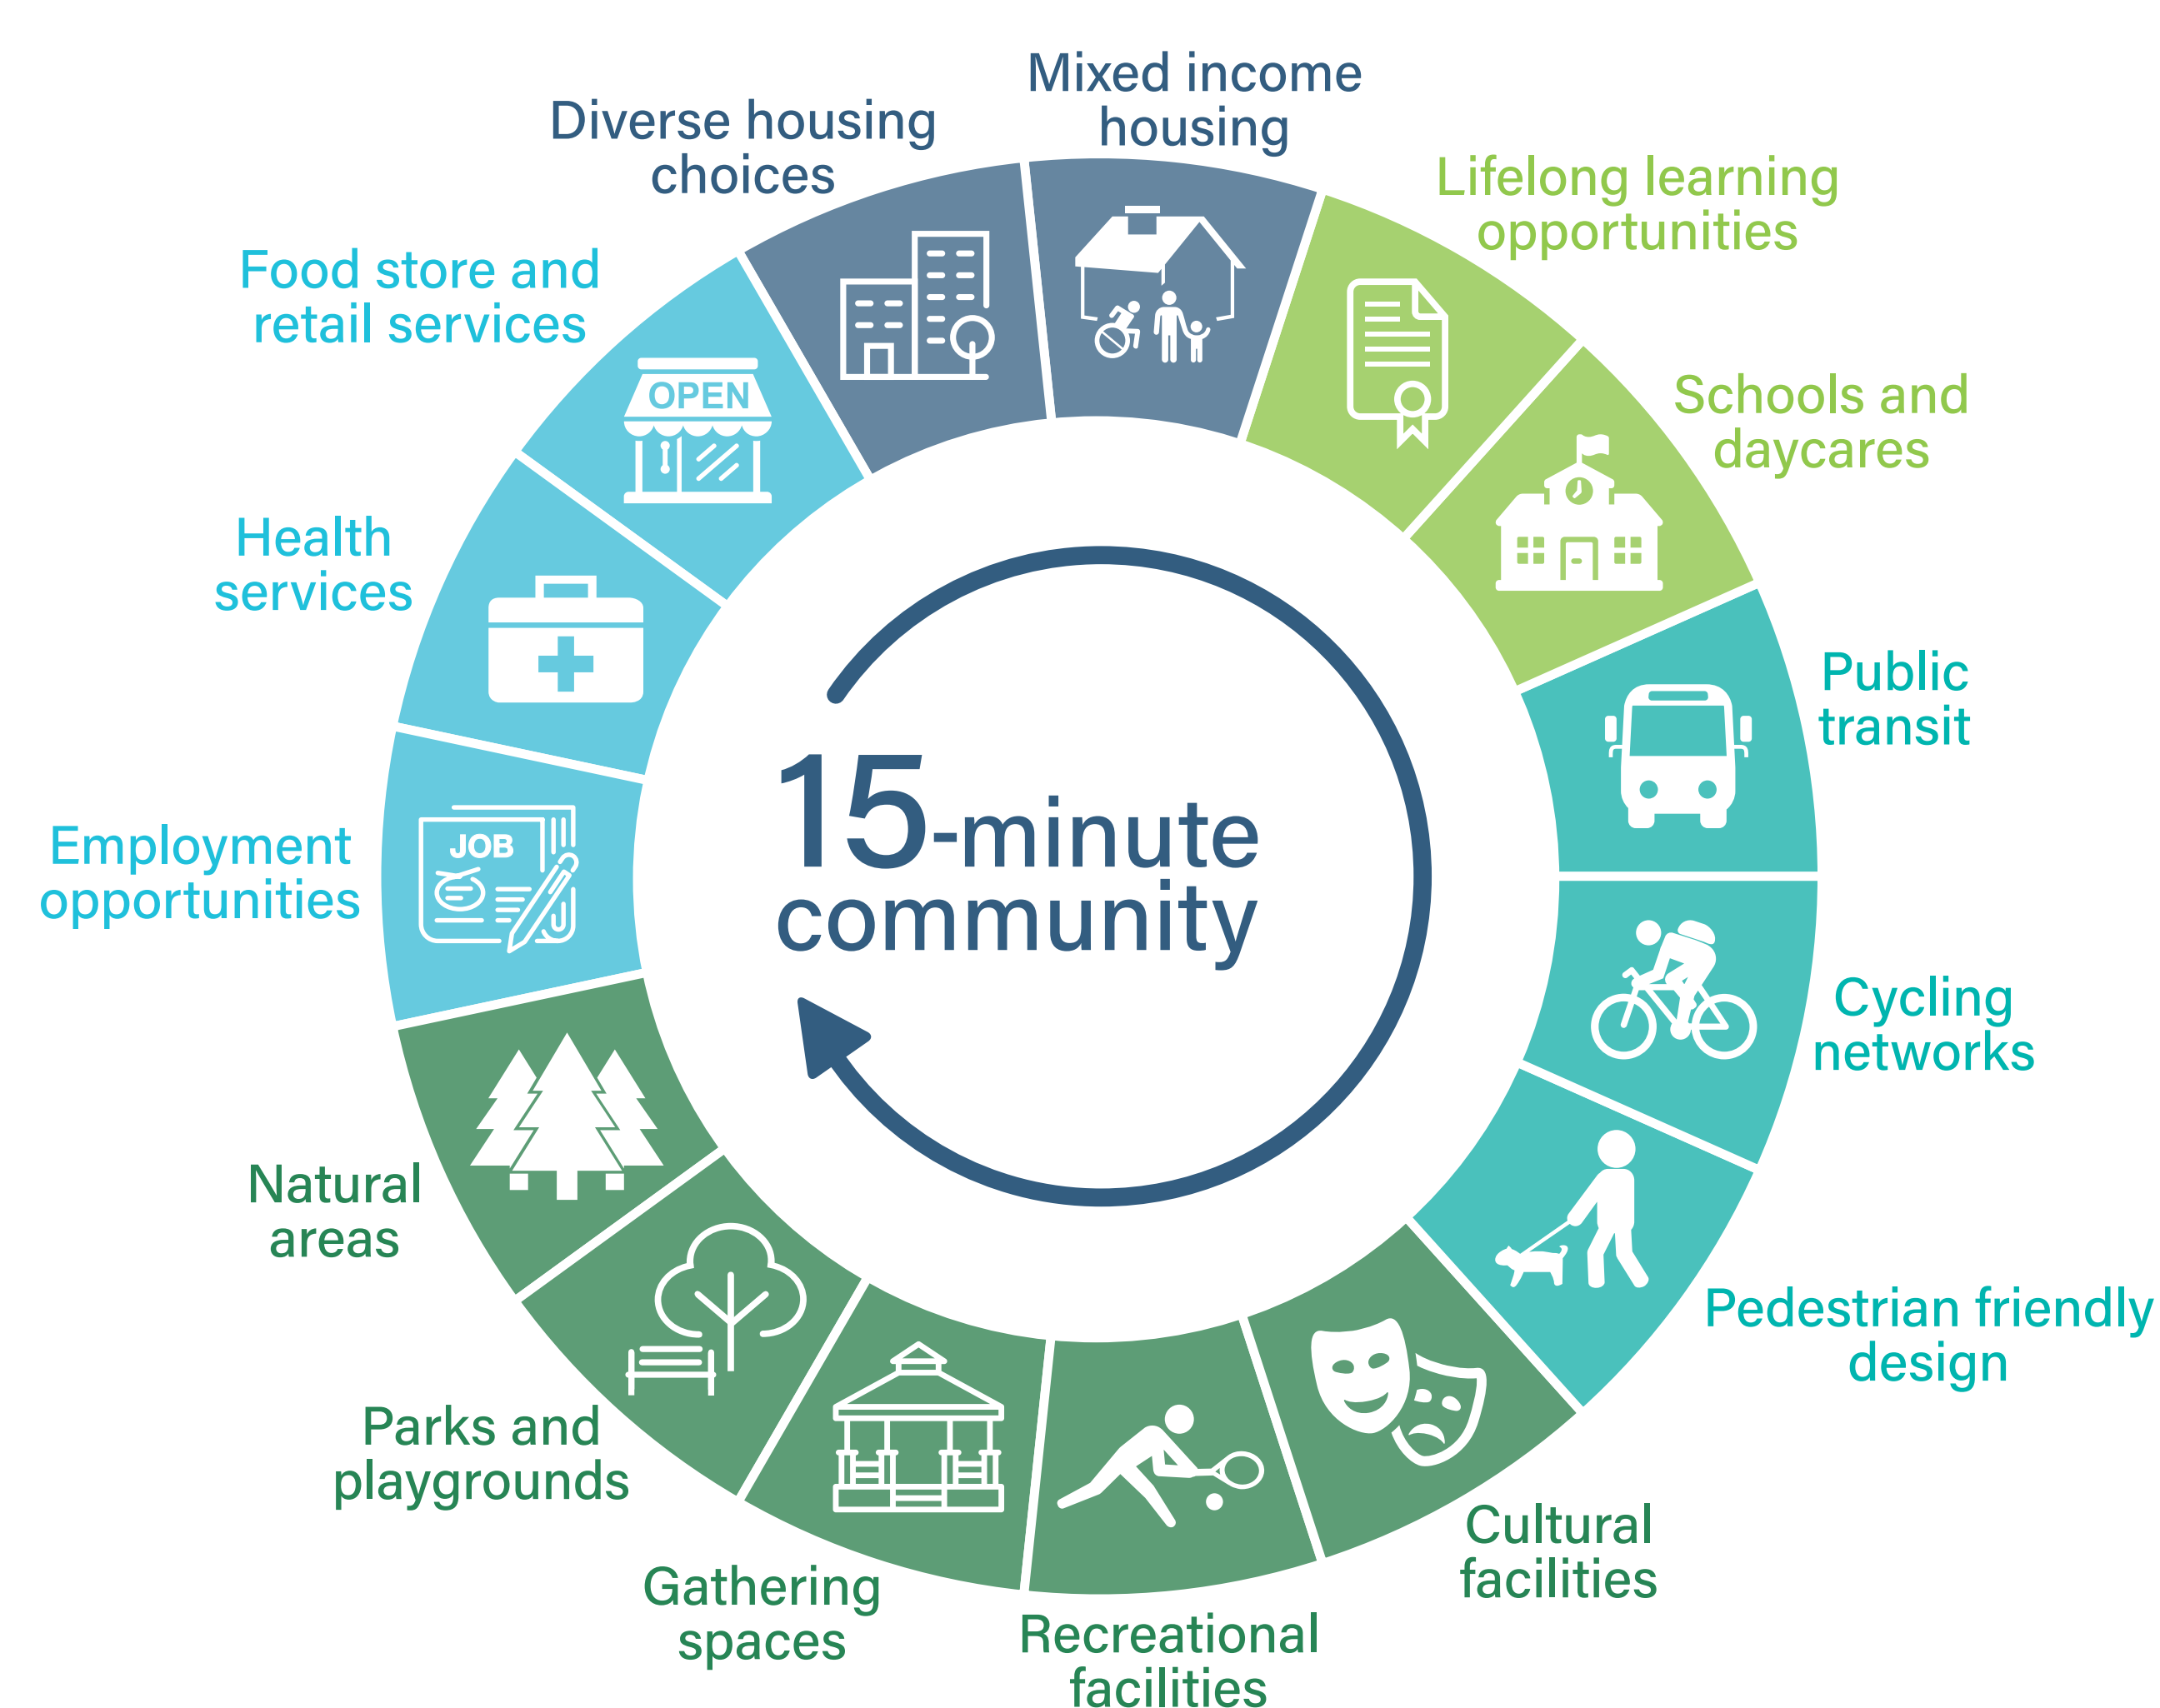 Mixed income
housing
Lifelong learning
opportunities
Schools and
daycares
Public
transit
Cycling
networks
Pedestrian friendly
design
Cultural
facilities
Recreational
facilities
Gathering
spaces
Parks and
playgrounds
Natural
areas
Employment
opportunities
JOB
Health
services
Food store and
retail services
OPEN
Diverse housing
choices
15-minute
community